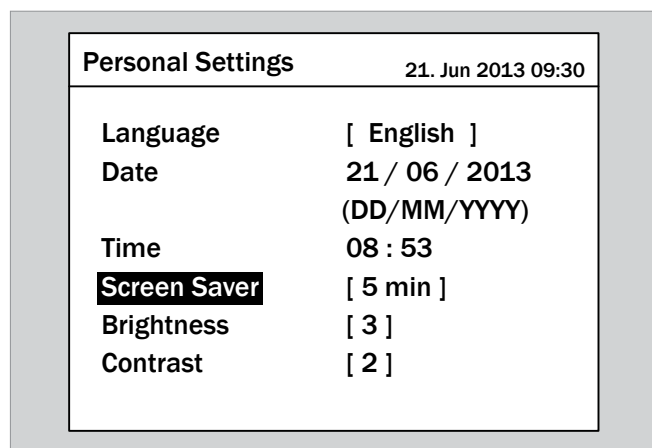 Personal Settings 21. Jun 2013 09:30
Language [ English ]
Date 21 / 06 / 2013
(DD/MM/YYYY)
Time 08 : 53
Screen Saver [ 5 min ]
Brightness [ 3 ]
Contrast [ 2 ]